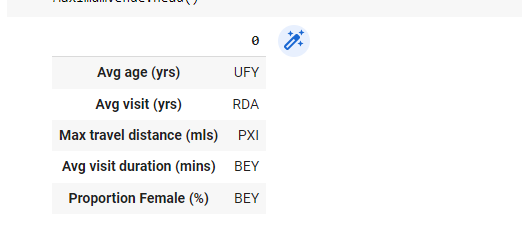 0
Avg age (yrs) UFY
Avg visit (yrs) RDA
Max travel distance (mls) PXI
Avg visit duration (mins) BEY
Proportion Female (%) BEY